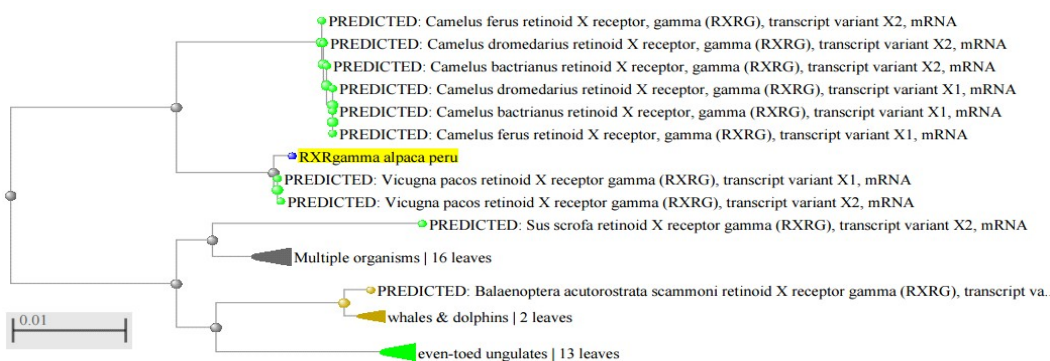 PREDICTED: Camelus ferus retinoid X receptor, gamma (RXRG), transcript variant X2, mRNA
PREDICTED: Camelus dromedarius retinoid X receptor, gamma (RXRG), transcript variant X2, mRNA
PREDICTED: Camelus bactrianus retinoid X receptor, gamma (RXRG), transcript variant X2, mRNA
PREDICTED: Camelus dromedarius retinoid X receptor, gamma (RXRG), transcript variant X1, mRNA
PREDICTED: Camelus bactrianus retinoid X receptor, gamma (RXRG), transcript variant X1, mRNA
PREDICTED: Camelus ferus retinoid X receptor, gamma (RXRG), transcript variant X1, mRNA
RXRgamma alpaca peru
PREDICTED: Vicugna pacos retinoid X receptor gamma (RXRG), transcript variant X1, mRNA
PREDICTED: Vicugna pacos retinoid X receptor gamma (RXRG), transcript variant X2, mRNA
PREDICTED: Sus scrofa retinoid X receptor gamma (RXRG), transcript variant X2, mRNA
Multiple organisms | 16 leaves
PREDICTED: Balaenoptera acutorostrata scammoni retinoid X receptor gamma (RXRG), transcript va...
whales & dolphins | 2 leaves
0.01
even-toed ungulates | 13 leaves